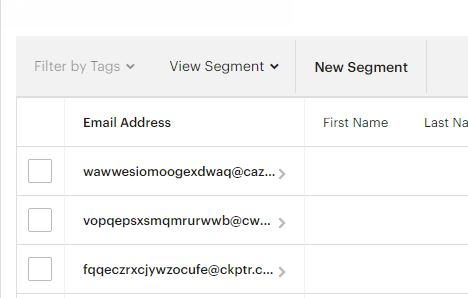 Filter by Tags View Segment New Segment
Email Address First Name Last Na
wawwesiomoogexdwaq@caz...
vopqepsxsmqmrurwwb@cw...
fqqeczrxcjywzocufe@ckptr.c...